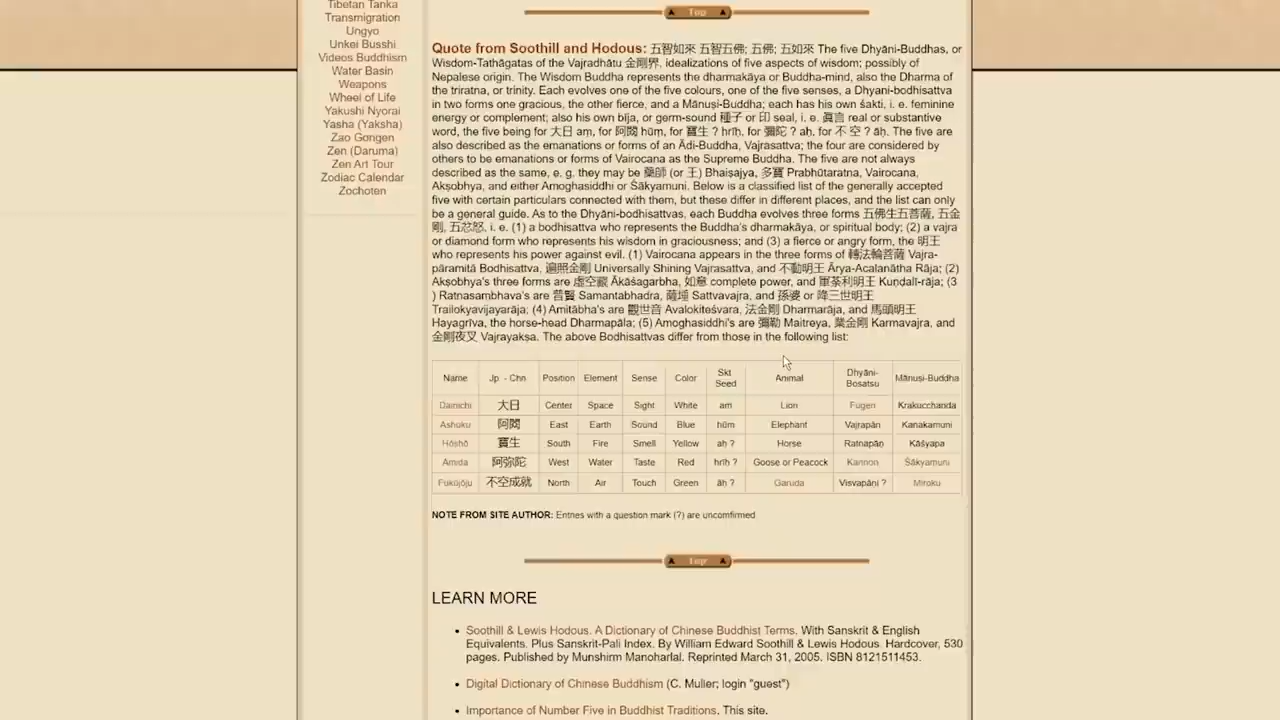 Tibetan Tanka
Transmigration
Ungyo
Unkei Busshi
Videos Buddhism
Water Basin
Weapons
Wheel of Life
Yakushi Nyorai
Yasha (Yaksha)
Zao Gongen
Zen (Daruma)
Zen Art Tour
Zodiac Calendar
Zochoten
Top
Quote from Soothill and Hodous: 五智如來 五智五佛; 五佛; 五如來 The five Dhyāni-Buddhas, or
Wisdom-Tathāgatas of the Vajradhātu 金剛界, idealizations of five aspects of wisdom; possibly of
Nepalese origin. The Wisdom Buddha represents the dharmakāya or Buddha-mind, also the Dharma of
the triratna, or trinity. Each evolves one of the five colours, one of the five senses, a Dhyani-bodhisattva
in two forms one gracious, the other fierce, and a Mānuṣi-Buddha; each has his own śakti, i. e. feminine
energy or complement; also his own bīja, or germ-sound 種子 or 印 seal, i. e. 眞言 real or substantive
word, the five being for 大日 aṃ, for 阿閦 hūṃ, for 寶生 ? hrīḥ, for 彌陀 ? aḥ, for 不 空 ? āḥ. The five are
also described as the emanations or forms of an Ādi-Buddha, Vajrasattva; the four are considered by
others to be emanations or forms of Vairocana as the Supreme Buddha. The five are not always
described as the same, e. g. they may be 藥師 (or 王) Bhaiṣajya, 多寶 Prabhūtaratna, Vairocana,
Akṣobhya, and either Amoghasiddhi or Śākyamuni. Below is a classified list of the generally accepted
five with certain particulars connected with them, but these differ in different places, and the list can only
be a general guide. As to the Dhyāni-bodhisattvas, each Buddha evolves three forms 五佛生五菩薩, 五金
剛, 五忿怒, i. e. (1) a bodhisattva who represents the Buddha's dharmakāya, or spiritual body; (2) a vajra
or diamond form who represents his wisdom in graciousness; and (3) a fierce or angry form, the 明王
who represents his power against evil. (1) Vairocana appears in the three forms of 轉法輪菩薩 Vajra-
pāramitā Bodhisattva, 遍照金剛 Universally Shining Vajrasattva, and 不動明王 Ārya-Acalanātha Rāja; (2)
Akṣobhya's three forms are 虛空藏 Ākāśagarbha, 如意 complete power, and 軍荼利明王 Kuṇḍalī-rāja; (3
) Ratnasaṃbhava's are 普賢 Samantabhadra, 薩埵 Sattvavajra, and 孫婆 or 降三世明王
Trailokyavijayarāja; (4) Amitābha's are 觀世音 Avalokiteśvara, 法金剛 Dharmarāja, and 馬頭明王
Hayagrīva, the horse-head Dharmapāla; (5) Amoghasiddhi's are 彌勒 Maitreya, 業金剛 Karmavajra, and
金剛夜叉 Vajrayakṣa. The above Bodhisattvas differ from those in the following list:
Name Jp. - Chn Position Element Sense Color Skt Seed Animal Dhyāni-Bosatsu Mānuṣi-Buddha
Dainichi 大日 Center Space Sight White aṃ Lion Fugen Krakucchanda
Ashuku 阿閦 East Earth Sound Blue hūṃ Elephant Vajrapāṇ Kanakamuni
Hōshō 寶生 South Fire Smell Yellow aḥ ? Horse Ratnapāṇ Kāśyapa
Amida 阿弥陀 West Water Taste Red hrīh ? Goose or Peacock Kannon Śākyamuni
Fukūjōju 不空成就 North Air Touch Green āḥ ? Garuda Visvapāṇi ? Miroku
NOTE FROM SITE AUTHOR: Entries with a question mark (?) are uncomfirmed
Top
LEARN MORE
• Soothill & Lewis Hodous. A Dictionary of Chinese Buddhist Terms. With Sanskrit & English
Equivalents. Plus Sanskrit-Pali Index. By William Edward Soothill & Lewis Hodous. Hardcover, 530
pages. Published by Munshirm Manoharlal. Reprinted March 31, 2005. ISBN 8121511453.
• Digital Dictionary of Chinese Buddhism (C. Muller; login "guest")
• Importance of Number Five in Buddhist Traditions. This site.